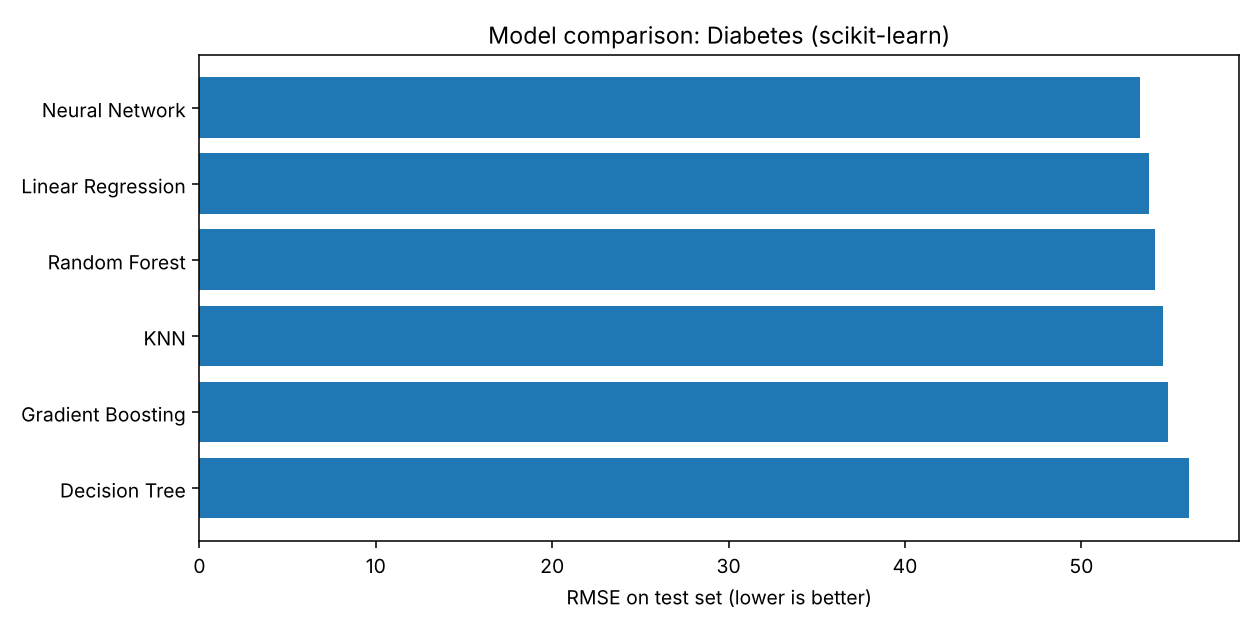 Model comparison: Diabetes (scikit-learn)
Neural Network
Linear Regression
Random Forest
KNN
Gradient Boosting
Decision Tree
0 10 20 30 40 50
RMSE on test set (lower is better)